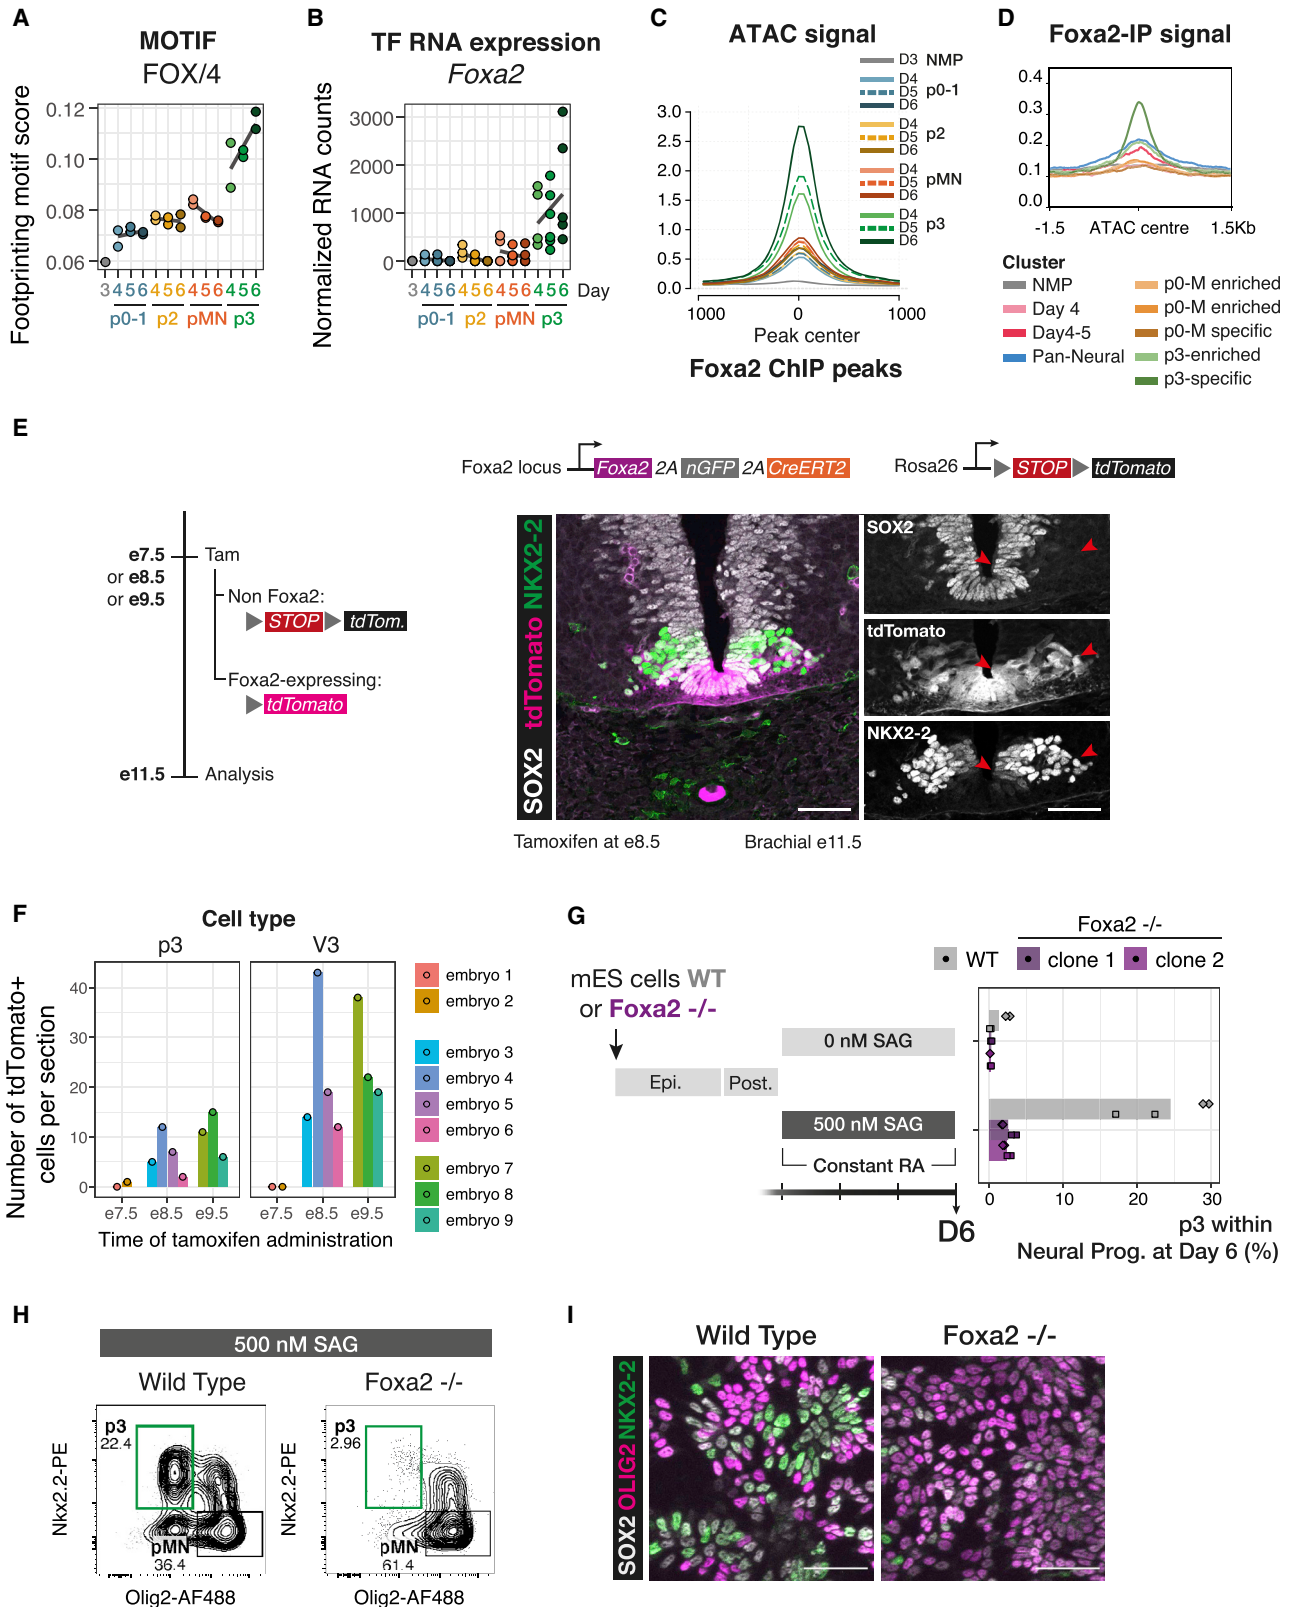 A
MOTIF
FOX/4
Footprinting motif score
0.12
0.10
0.08
0.06
3 4 5 6 4 5 6 4 5 6 4 5 6
p0-1 p2 pMN p3
B
TF RNA expression
Foxa2
Normalized RNA counts
3000
2000
1000
0
3 4 5 6 4 5 6 4 5 6 4 5 6 Day
p0-1 p2 pMN p3
C
ATAC signal
D3 NMP
D4
D5 p0-1
D6
D4
D5 p2
D6
D4
D5 pMN
D6
D4
D5 p3
D6
3.0
2.5
2.0
1.5
1.0
0.5
0.0
1000 0 1000
Peak center
Foxa2 ChIP peaks
D
Foxa2-IP signal
0.4
0.3
0.2
0.1
0.0
-1.5 ATAC centre 1.5Kb
Cluster
NMP
Day 4
Day4-5
Pan-Neural
p0-M enriched
p0-M enriched
p0-M specific
p3-enriched
p3-specific
E
Foxa2 locus Foxa2 2A nGFP 2A CreERT2
Rosa26 STOP tdTomato
e7.5 Tam
or e8.5
or e9.5
Non Foxa2:
STOP tdTom.
Foxa2-expressing:
tdTomato
e11.5 Analysis
SOX2 tdTomato NKX2-2
SOX2
tdTomato
NKX2-2
Tamoxifen at e8.5 Brachial e11.5
F
Cell type
p3 V3
Number of tdTomato+
cells per section
40
30
20
10
0
e7.5 e8.5 e9.5 e7.5 e8.5 e9.5
Time of tamoxifen administration
embryo 1
embryo 2
embryo 3
embryo 4
embryo 5
embryo 6
embryo 7
embryo 8
embryo 9
G
Foxa2 -/-
WT clone 1 clone 2
mES cells WT
or Foxa2 -/-
Epi. Post.
0 nM SAG
500 nM SAG
Constant RA
D6
0 10 20 30
p3 within
Neural Prog. at Day 6 (%)
H
500 nM SAG
Wild Type Foxa2 -/-
Nkx2.2-PE
p3
22.4
pMN
36.4
Olig2-AF488
Nkx2.2-PE
p3
2.96
pMN
61.4
Olig2-AF488
I
Wild Type Foxa2 -/-
SOX2 OLIG2 NKX2-2